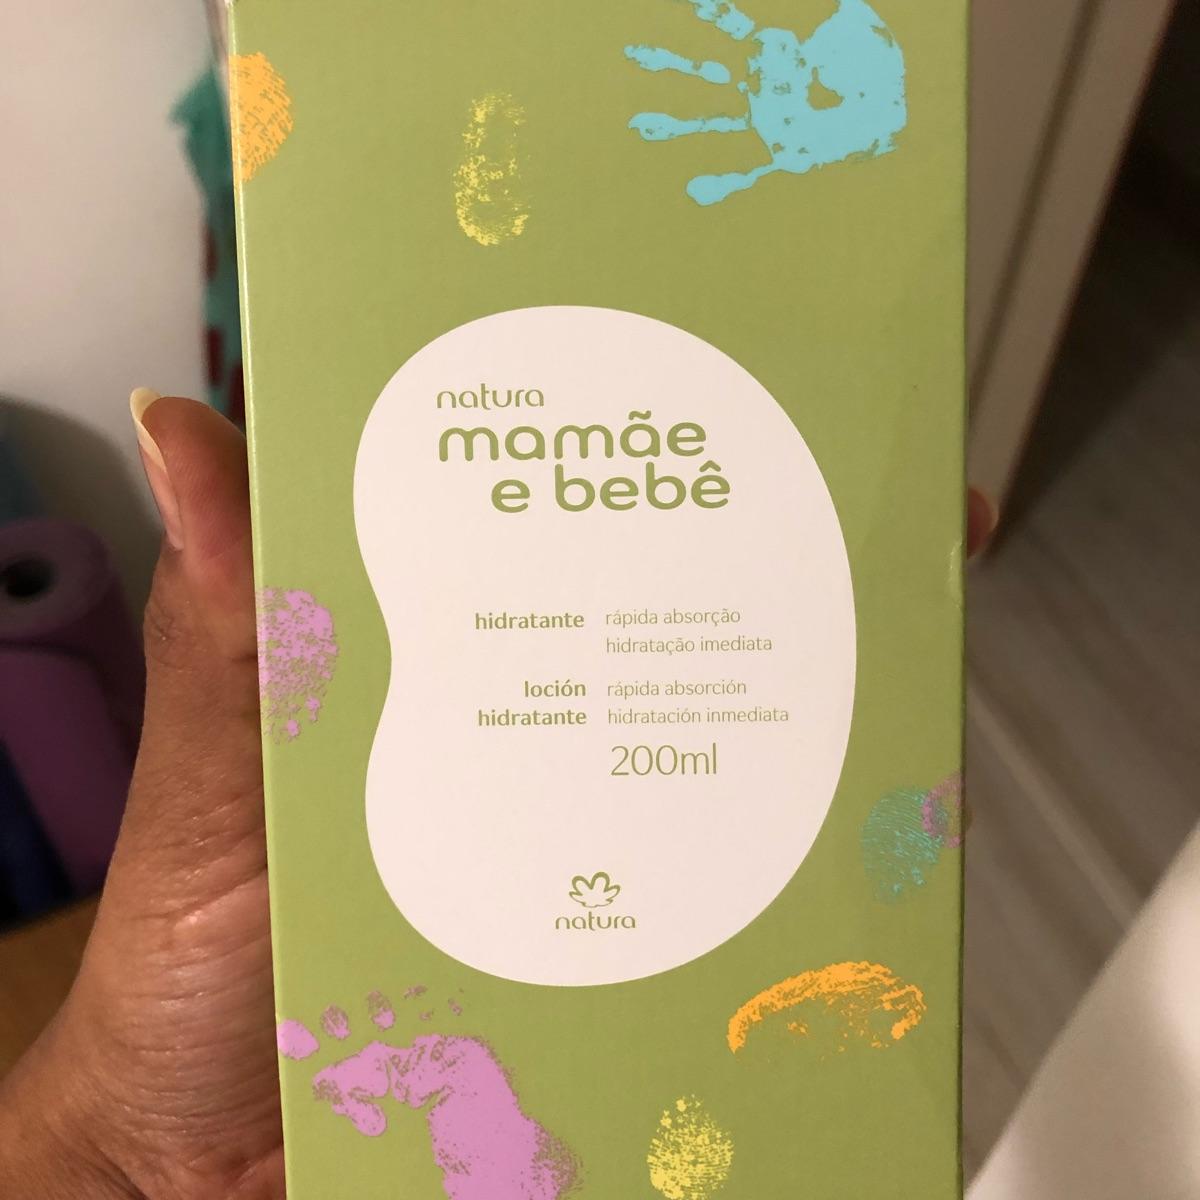 natura
mamãe
e bebê
hidratante rápida absorção
hidratação imediata
loción rápida absorción
hidratante hidratación inmediata
200ml
natura